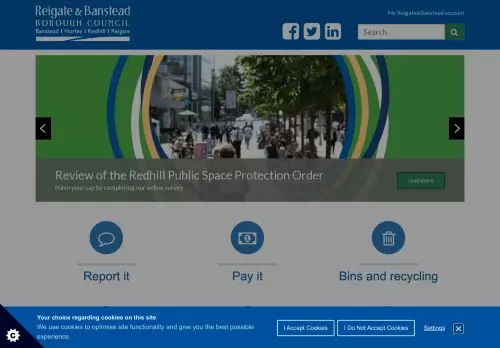 Reigate & Banstead
BOROUGH COUNCIL
Banstead | Horley | Redhill | Reigate
My Reigate&Banstead account
Search
Review of the Redhill Public Space Protection Order
Have your say by completing our online survey
read more
Report it
Pay it
Bins and recycling
Your choice regarding cookies on this site
We use cookies to optimise site functionality and give you the best possible
experience.
I Accept Cookies
I Do Not Accept Cookies
Settings